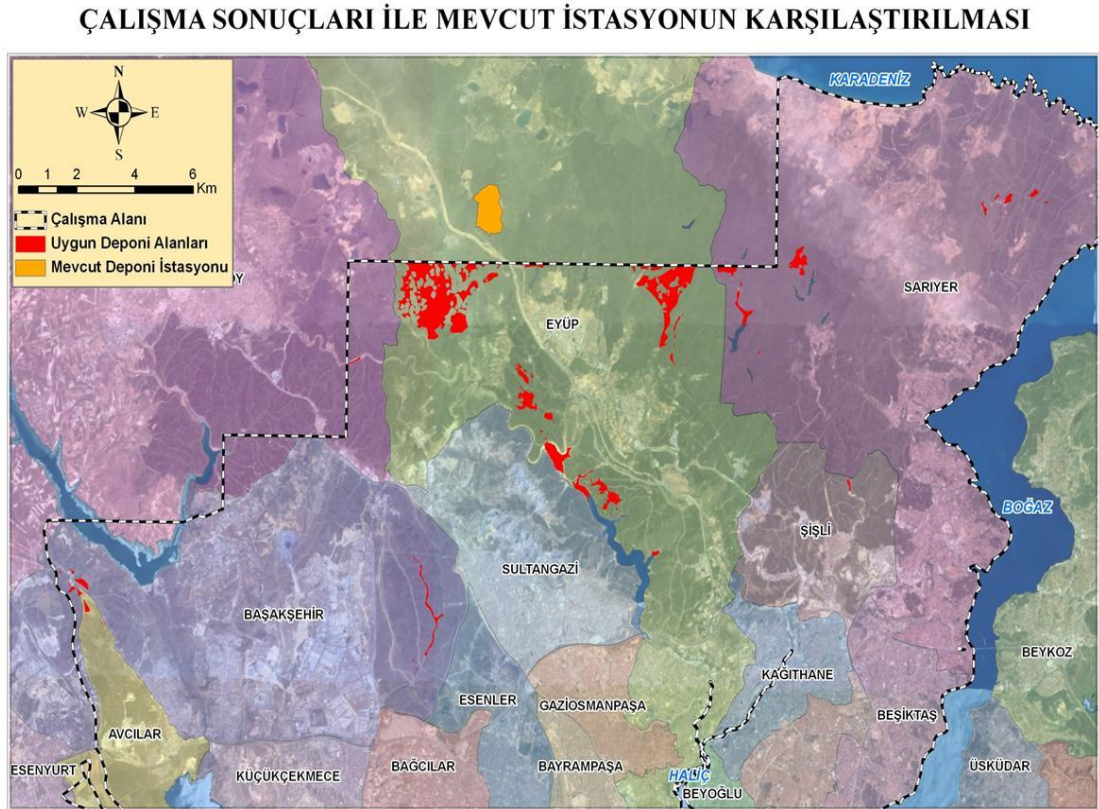 ÇALIŞMA SONUÇLARI İLE MEVCUT İSTASYONUN KARŞILAŞTIRILMASI
N
W E
S
0 1 2 4 6
Km
Çalışma Alanı
Uygun Deponi Alanları
Mevcut Deponi İstasyonu
KARADENİZ
SARIYER
EYÜP
BOĞAZ
ŞİŞLİ
SULTANGAZİ
BAŞAKŞEHİR
BEYKOZ
KAĞITHANE
ESENLER
GAZİOSMANPAŞA
BEŞİKTAŞ
AVCILAR
ESENYURT
KÜÇÜKÇEKMECE
BAĞCILAR
BAYRAMPAŞA
HALİÇ
BEYOĞLU
ÜSKÜDAR